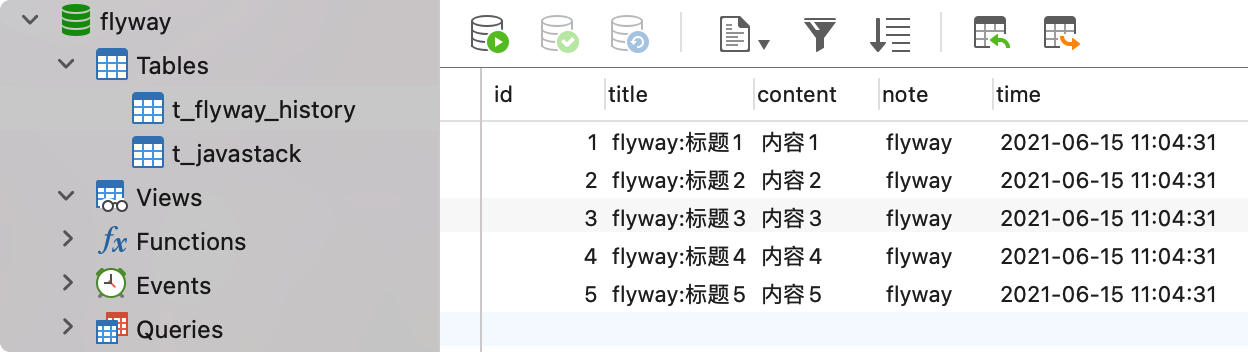 flyway
Tables
t_flyway_history
t_javastack
Views
fx Functions
Events
Queries
id title content note time
1 flyway:标题1 内容1 flyway 2021-06-15 11:04:31
2 flyway:标题2 内容2 flyway 2021-06-15 11:04:31
3 flyway:标题3 内容3 flyway 2021-06-15 11:04:31
4 flyway:标题4 内容4 flyway 2021-06-15 11:04:31
5 flyway:标题5 内容5 flyway 2021-06-15 11:04:31